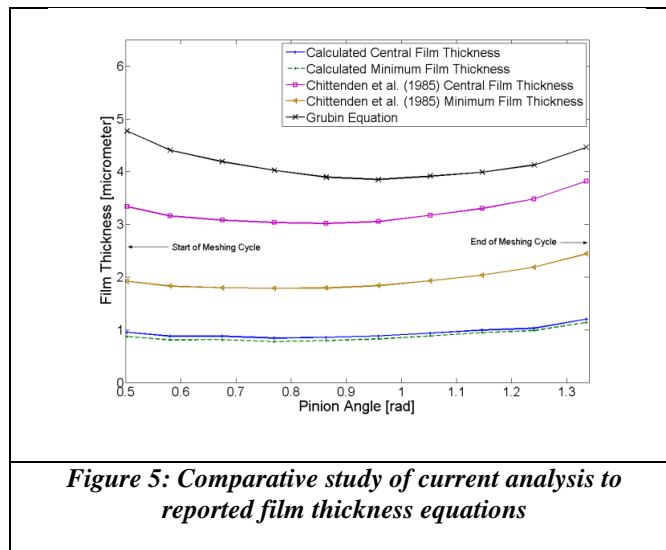 Calculated Central Film Thickness
Calculated Minimum Film Thickness
Chittenden et al. (1985) Central Film Thickness
Chittenden et al. (1985) Minimum Film Thickness
Grubin Equation
Film Thickness [micrometer]
6
5
4
3
2
1
0
Start of Meshing Cycle
End of Meshing Cycle
0.5 0.6 0.7 0.8 0.9 1 1.1 1.2 1.3
Pinion Angle [rad]
Figure 5: Comparative study of current analysis to
reported film thickness equations